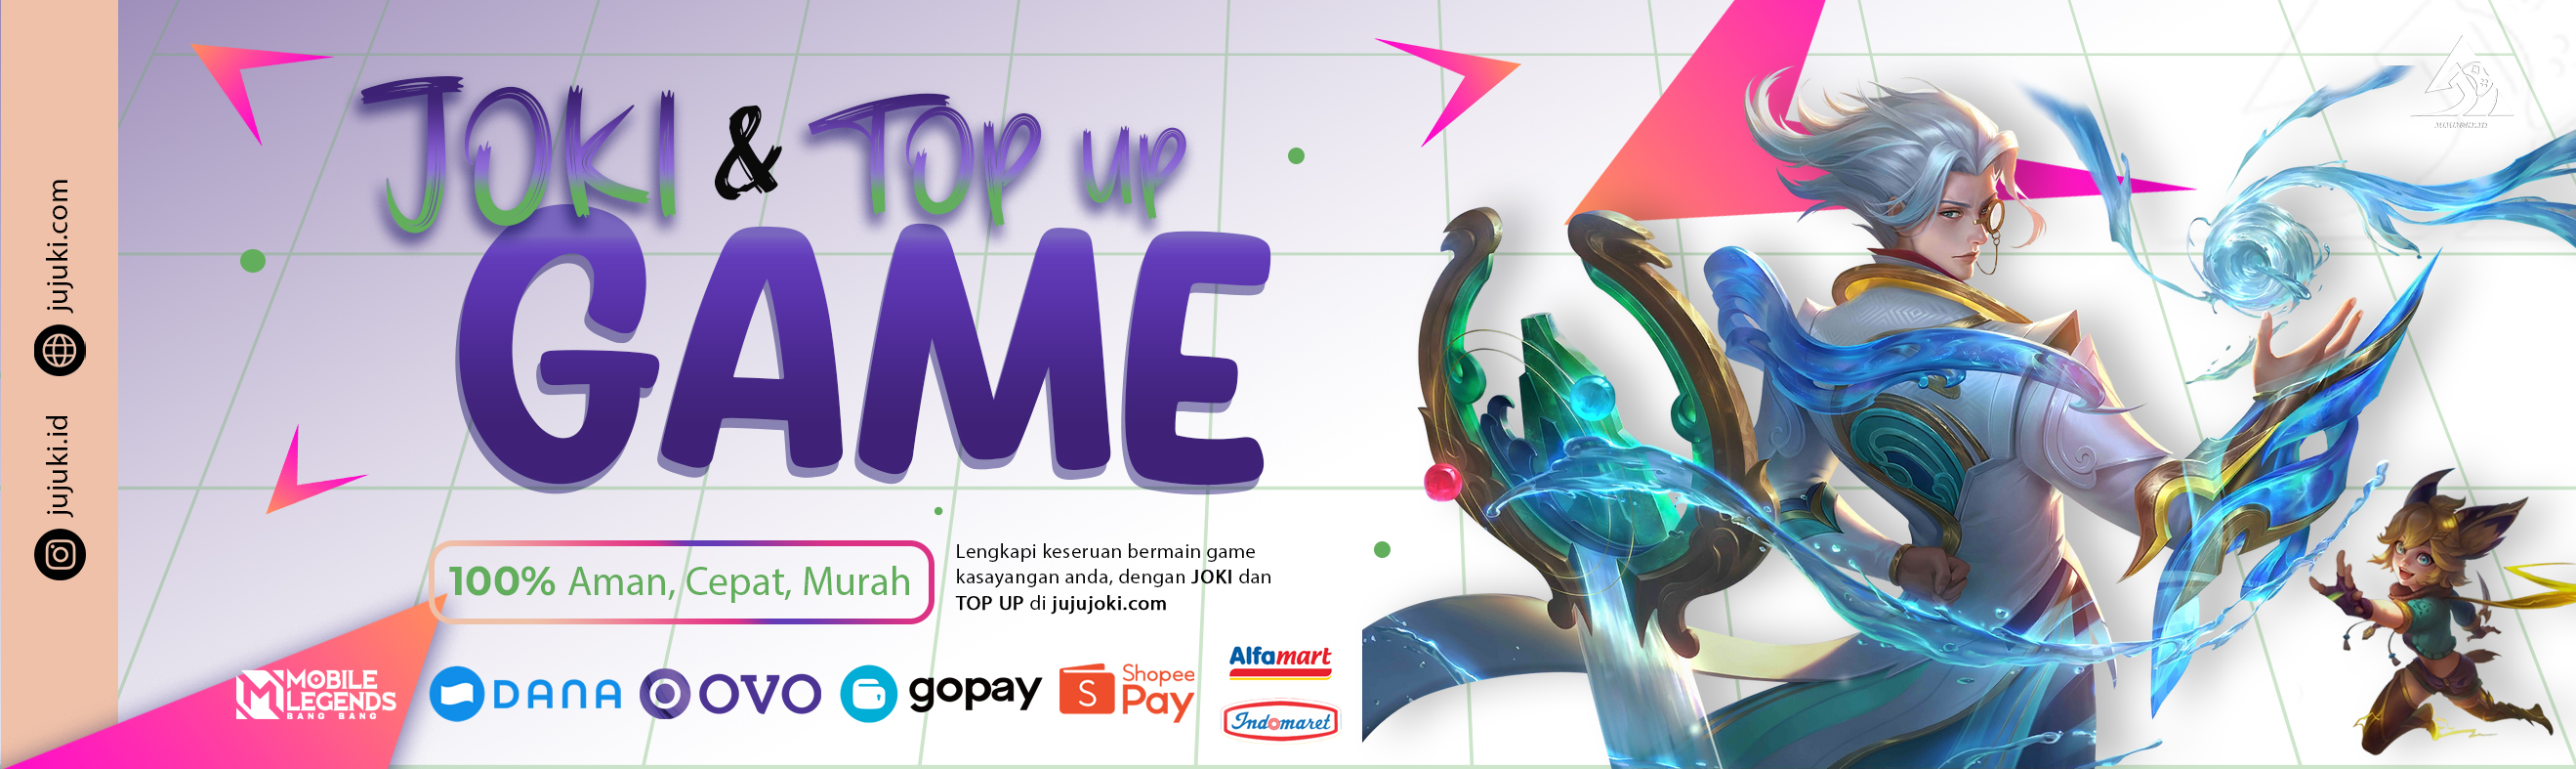 jujuki.com
jujuki.id
JOKI & TOP UP
GAME
100% Aman, Cepat, Murah
Lengkapi keseruan bermain game
kasayangan anda, dengan JOKI dan
TOP UP di jujujoki.com
MOBILE
LEGENDS
BANG BANG
DANA
OVO
gopay
S
Shopee
Pay
Alfamart
Indomaret